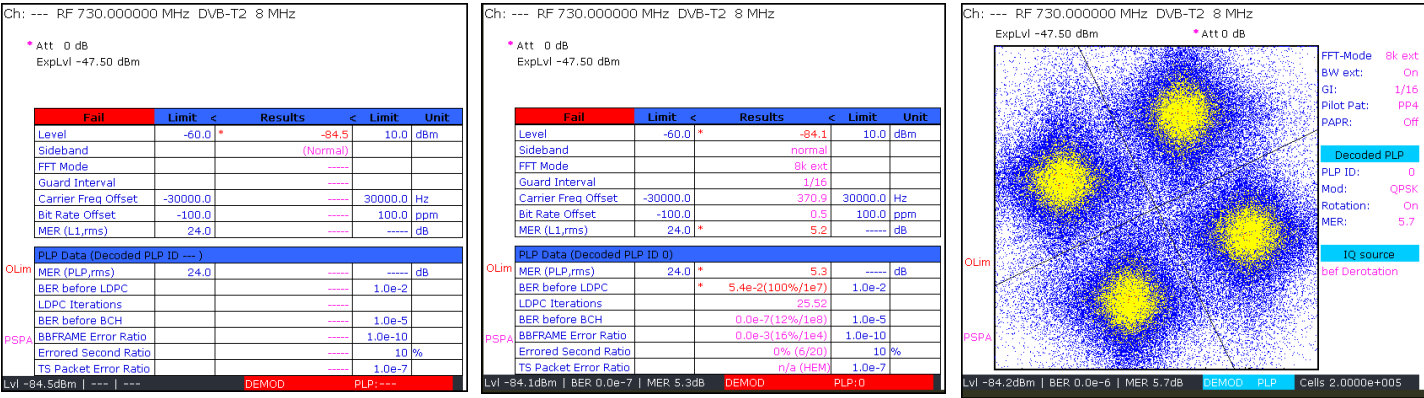 Ch: --- RF 730.000000 MHz DVB-T2 8 MHz
* Att 0 dB
ExpLvl -47.50 dBm
Fail Limit < Results < Limit Unit
Level -60.0 * -84.5 10.0 dBm
Sideband (Normal)
FFT Mode -----
Guard Interval -----
Carrier Freq Offset -30000.0 ----- 30000.0 Hz
Bit Rate Offset -100.0 ----- 100.0 ppm
MER (L1,rms) 24.0 ----- ----- dB
PLP Data (Decoded PLP ID --- )
OLim
MER (PLP,rms) 24.0 ----- ----- dB
BER before LDPC ----- 1.0e-2
LDPC Iterations -----
BER before BCH ----- 1.0e-5
PSPA
BBFRAME Error Ratio ----- 1.0e-10
Errored Second Ratio ----- 10 %
TS Packet Error Ratio ----- 1.0e-7
Lvl -84.5dBm | --- | --- DEMOD PLP:---
Ch: --- RF 730.000000 MHz DVB-T2 8 MHz
* Att 0 dB
ExpLvl -47.50 dBm
Fail Limit < Results < Limit Unit
Level -60.0 * -84.1 10.0 dBm
Sideband normal
FFT Mode 8k ext
Guard Interval 1/16
Carrier Freq Offset -30000.0 370.9 30000.0 Hz
Bit Rate Offset -100.0 0.5 100.0 ppm
MER (L1,rms) 24.0 * 5.2 ----- dB
PLP Data (Decoded PLP ID 0)
OLim
MER (PLP,rms) 24.0 * 5.3 ----- dB
BER before LDPC * 5.4e-2(100%/1e7) 1.0e-2
LDPC Iterations 25.52
BER before BCH 0.0e-7(12%/1e8) 1.0e-5
PSPA
BBFRAME Error Ratio 0.0e-3(16%/1e4) 1.0e-10
Errored Second Ratio 0% (6/20) 10 %
TS Packet Error Ratio n/a (HEM) 1.0e-7
Lvl -84.1dBm | BER 0.0e-7 | MER 5.3dB DEMOD PLP:0
Ch: --- RF 730.000000 MHz DVB-T2 8 MHz
ExpLvl -47.50 dBm * Att 0 dB
FFT-Mode 8k ext
BW ext: On
GI: 1/16
Pilot Pat: PP4
PAPR: Off
Decoded PLP
PLP ID: 0
Mod: QPSK
Rotation: On
MER: 5.7
IQ source
OLim
bef Derotation
PSPA
Lvl -84.2dBm | BER 0.0e-6 | MER 5.7dB DEMOD PLP Cells 2.0000e+005